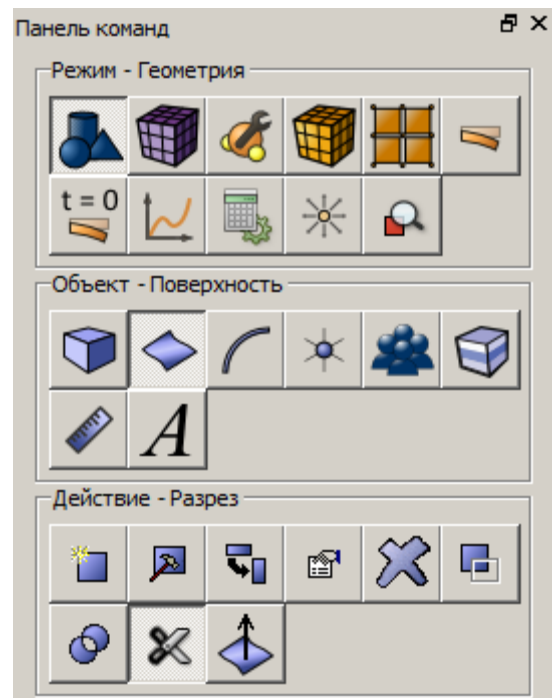 Панель команд
Режим - Геометрия
t = 0
Объект - Поверхность
A
Действие - Разрез